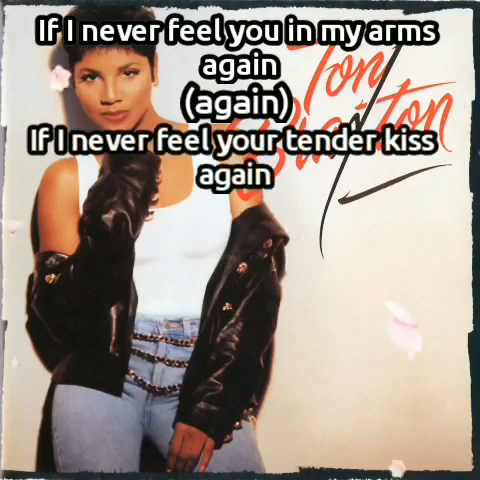 If I never feel you in my arms
again
(again)
If I never feel your tender kiss
again
Toni
Braxton